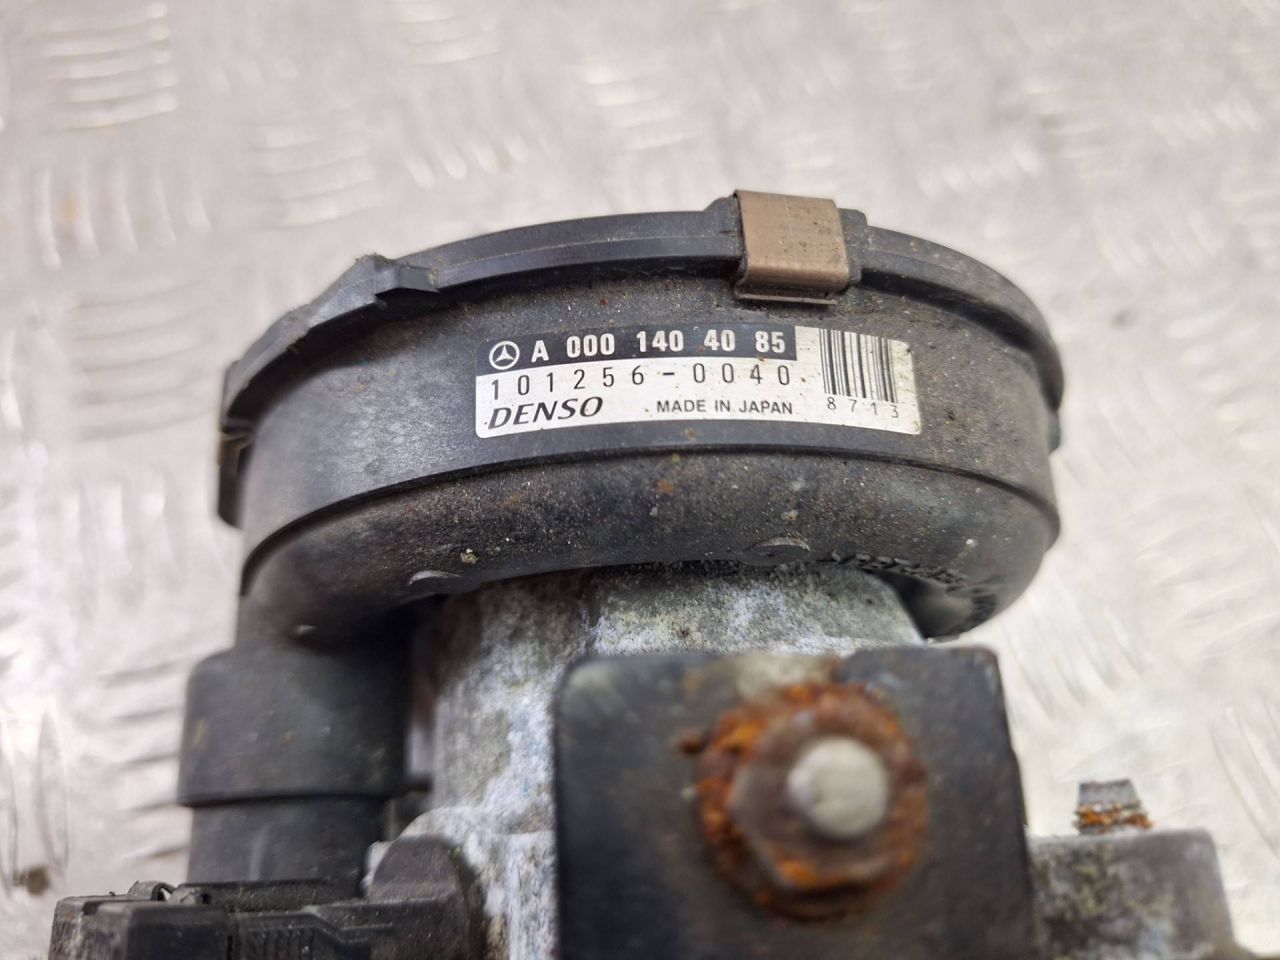 A 000 140 40 85
101256-0040
DENSO MADE IN JAPAN 8713